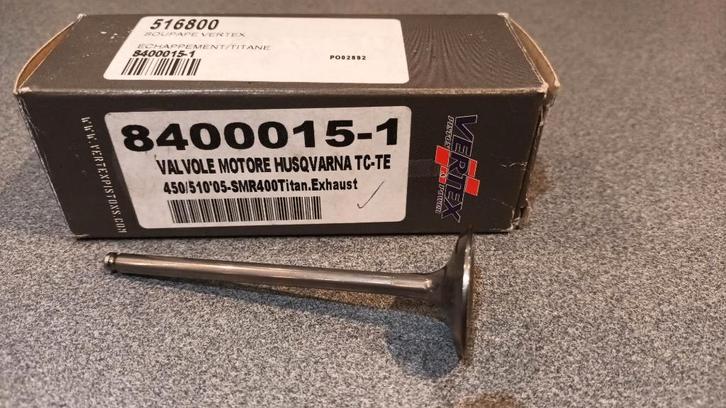 516800
SOUPAPE VERTEX
ECHAPPEMENT/TITANE
8400015-1
PO02882
8400015-1
VALVOLE MOTORE HUSQVARNA TC-TE
450/510'05-SMR400Titan.Exhaust
VERTEX
WWW.VERTEXPISTONS.COM